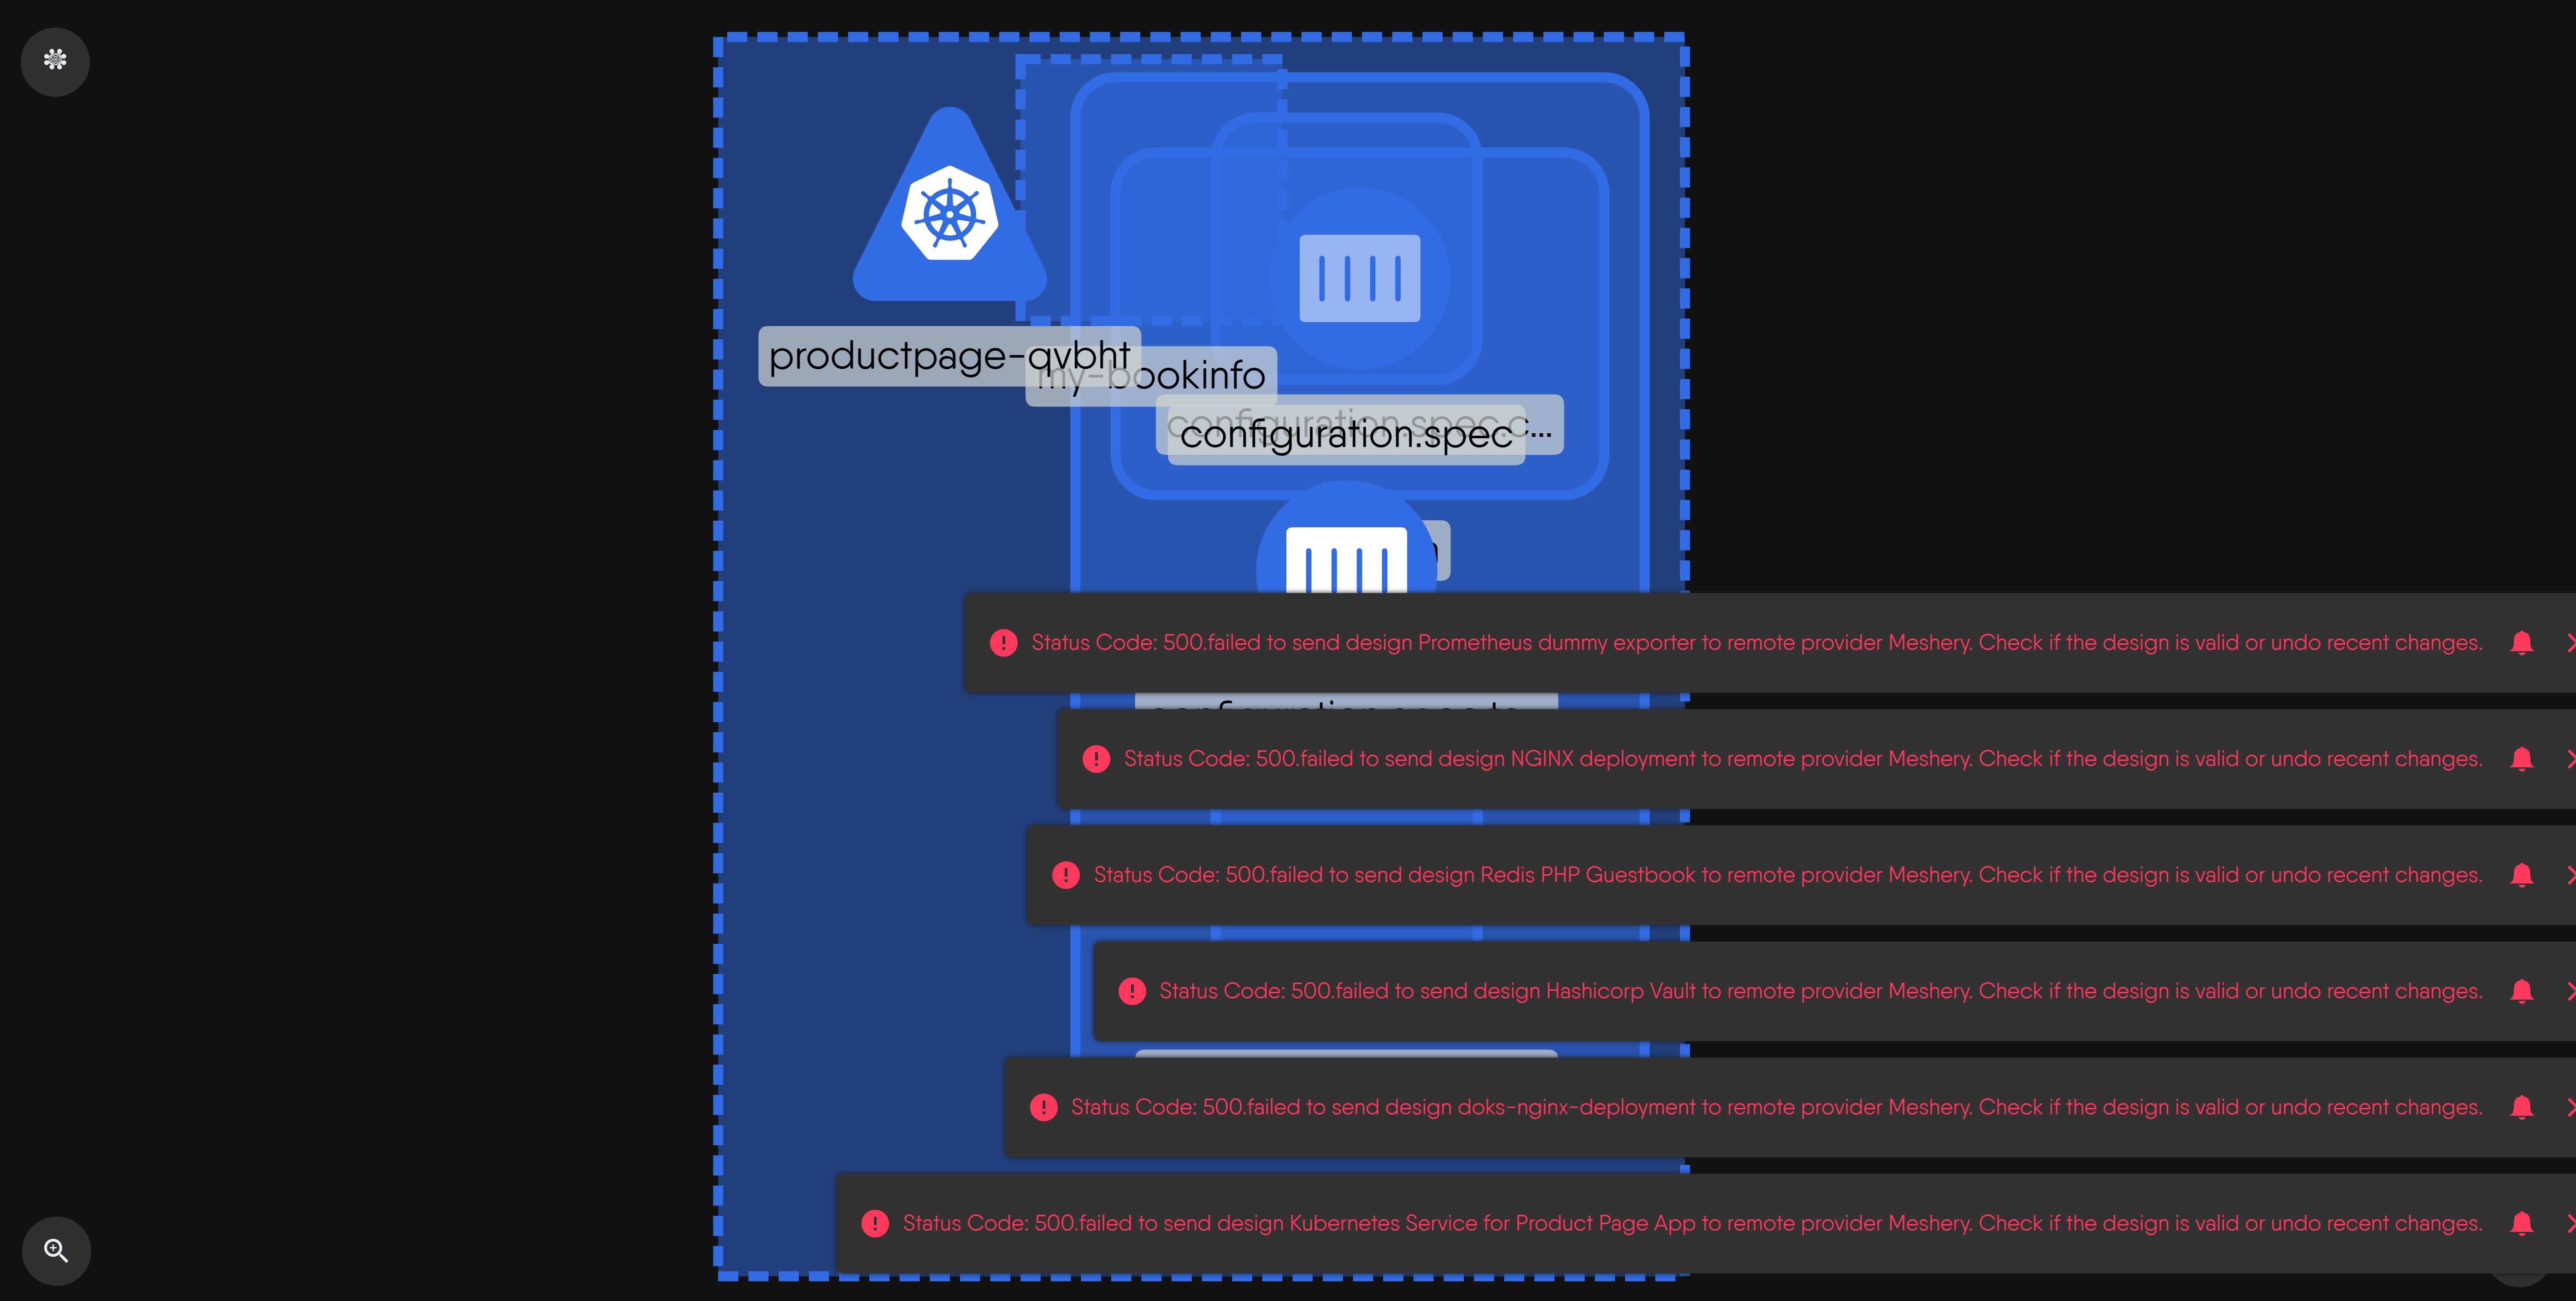 productpage-qvbht
my-bookinfo
configuration.spec.c...
configuration.spec
Status Code: 500.failed to send design Prometheus dummy exporter to remote provider Meshery. Check if the design is valid or undo recent changes.
Status Code: 500.failed to send design NGINX deployment to remote provider Meshery. Check if the design is valid or undo recent changes.
Status Code: 500.failed to send design Redis PHP Guestbook to remote provider Meshery. Check if the design is valid or undo recent changes.
Status Code: 500.failed to send design Hashicorp Vault to remote provider Meshery. Check if the design is valid or undo recent changes.
Status Code: 500.failed to send design doks-nginx-deployment to remote provider Meshery. Check if the design is valid or undo recent changes.
Status Code: 500.failed to send design Kubernetes Service for Product Page App to remote provider Meshery. Check if the design is valid or undo recent changes.